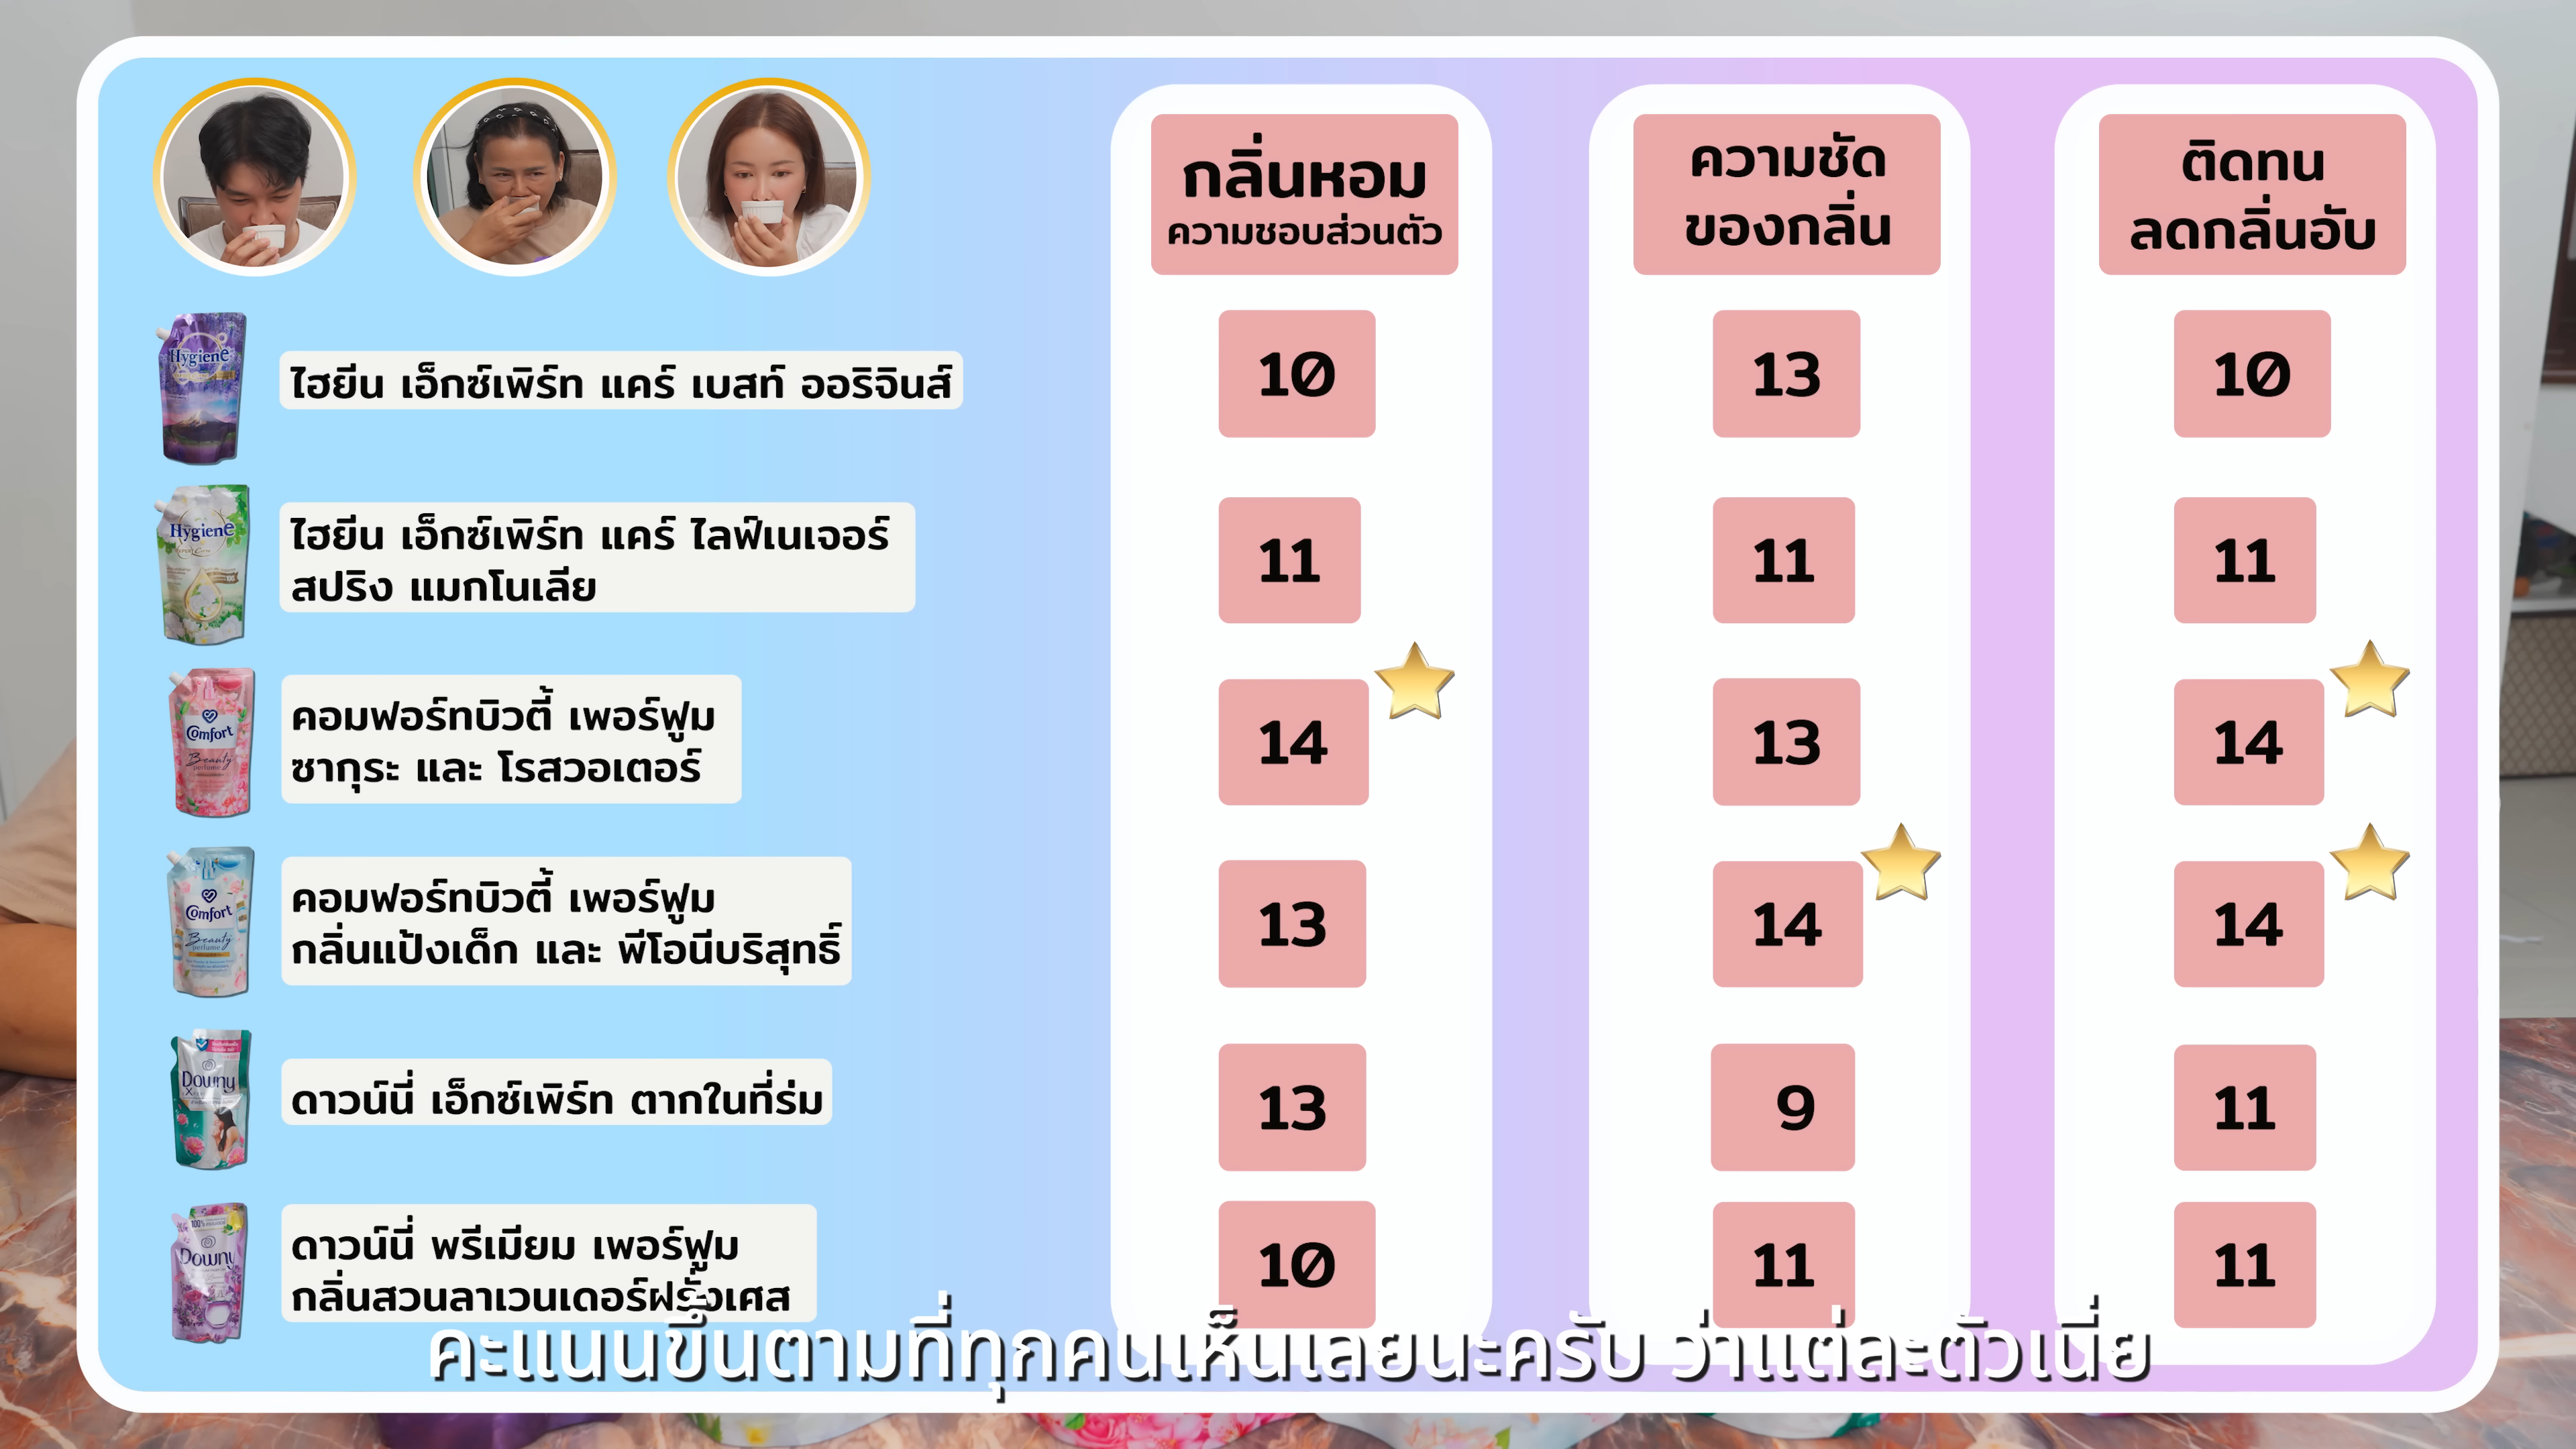 กลิ่นหอม
ความชอบส่วนตัว
ความชัด
ของกลิ่น
ติดทน
ลดกลิ่นอับ
Hygiene
ไฮยีน เอ็กซ์เพิร์ท แคร์ เบสท์ ออริจินส์
10
13
10
Hygiene
ไฮยีน เอ็กซ์เพิร์ท แคร์ ไลฟ์เนเจอร์
สปริง แมกโนเลีย
11
11
11
Comfort
Beauty
perfume
คอมฟอร์ทบิวตี้ เพอร์ฟูม
ซากุระ และ โรสวอเตอร์
14
13
14
Comfort
Beauty
perfume
คอมฟอร์ทบิวตี้ เพอร์ฟูม
กลิ่นแป้งเด็ก และ พีโอนีบริสุทธิ์
13
14
14
Downy
ดาวน์นี่ เอ็กซ์เพิร์ท ตากในที่ร่ม
13
9
11
Downy
ดาวน์นี่ พรีเมียม เพอร์ฟูม
กลิ่นสวนลาเวนเดอร์ฝรั่งเศส
10
11
11
คะแนนขึ้นตามที่ทุกคนเห็นเลยนะครับ ว่าแต่ละตัวเนี่ย